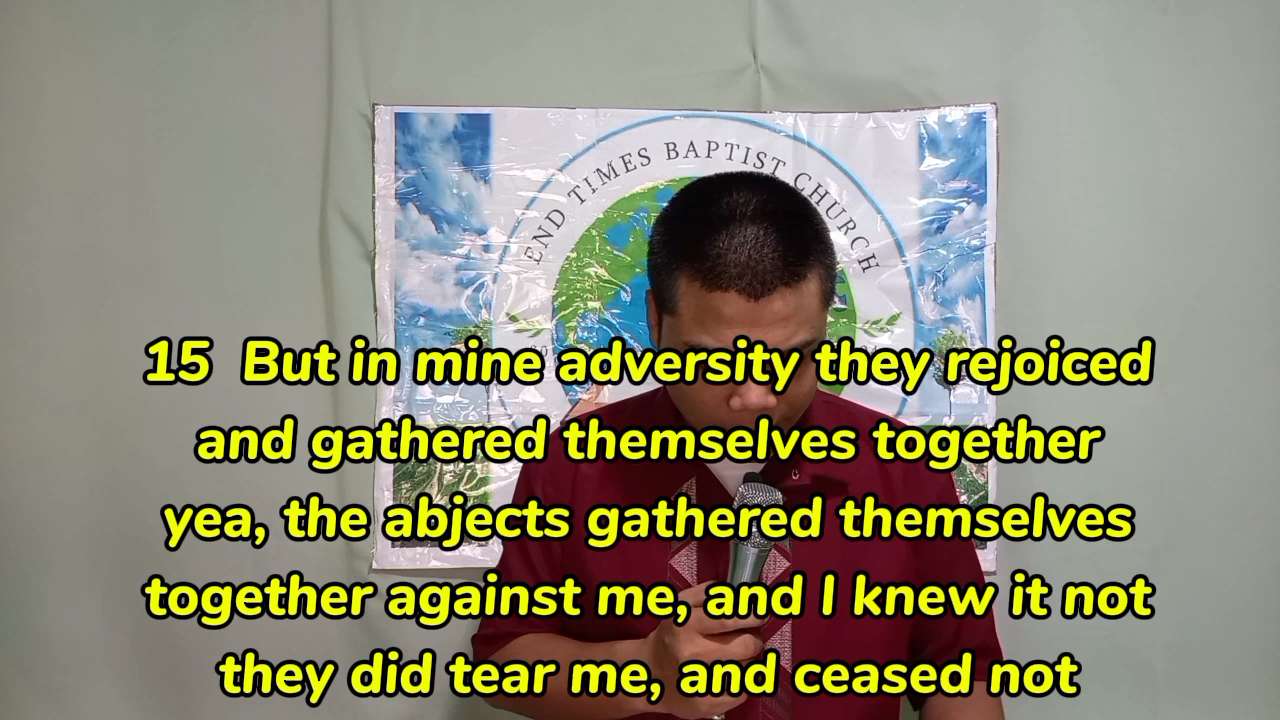 END TIMES BAPTIST CHURCH
15 But in mine adversity they rejoiced
and gathered themselves together
yea, the abjects gathered themselves
together against me, and I knew it not
they did tear me, and ceased not